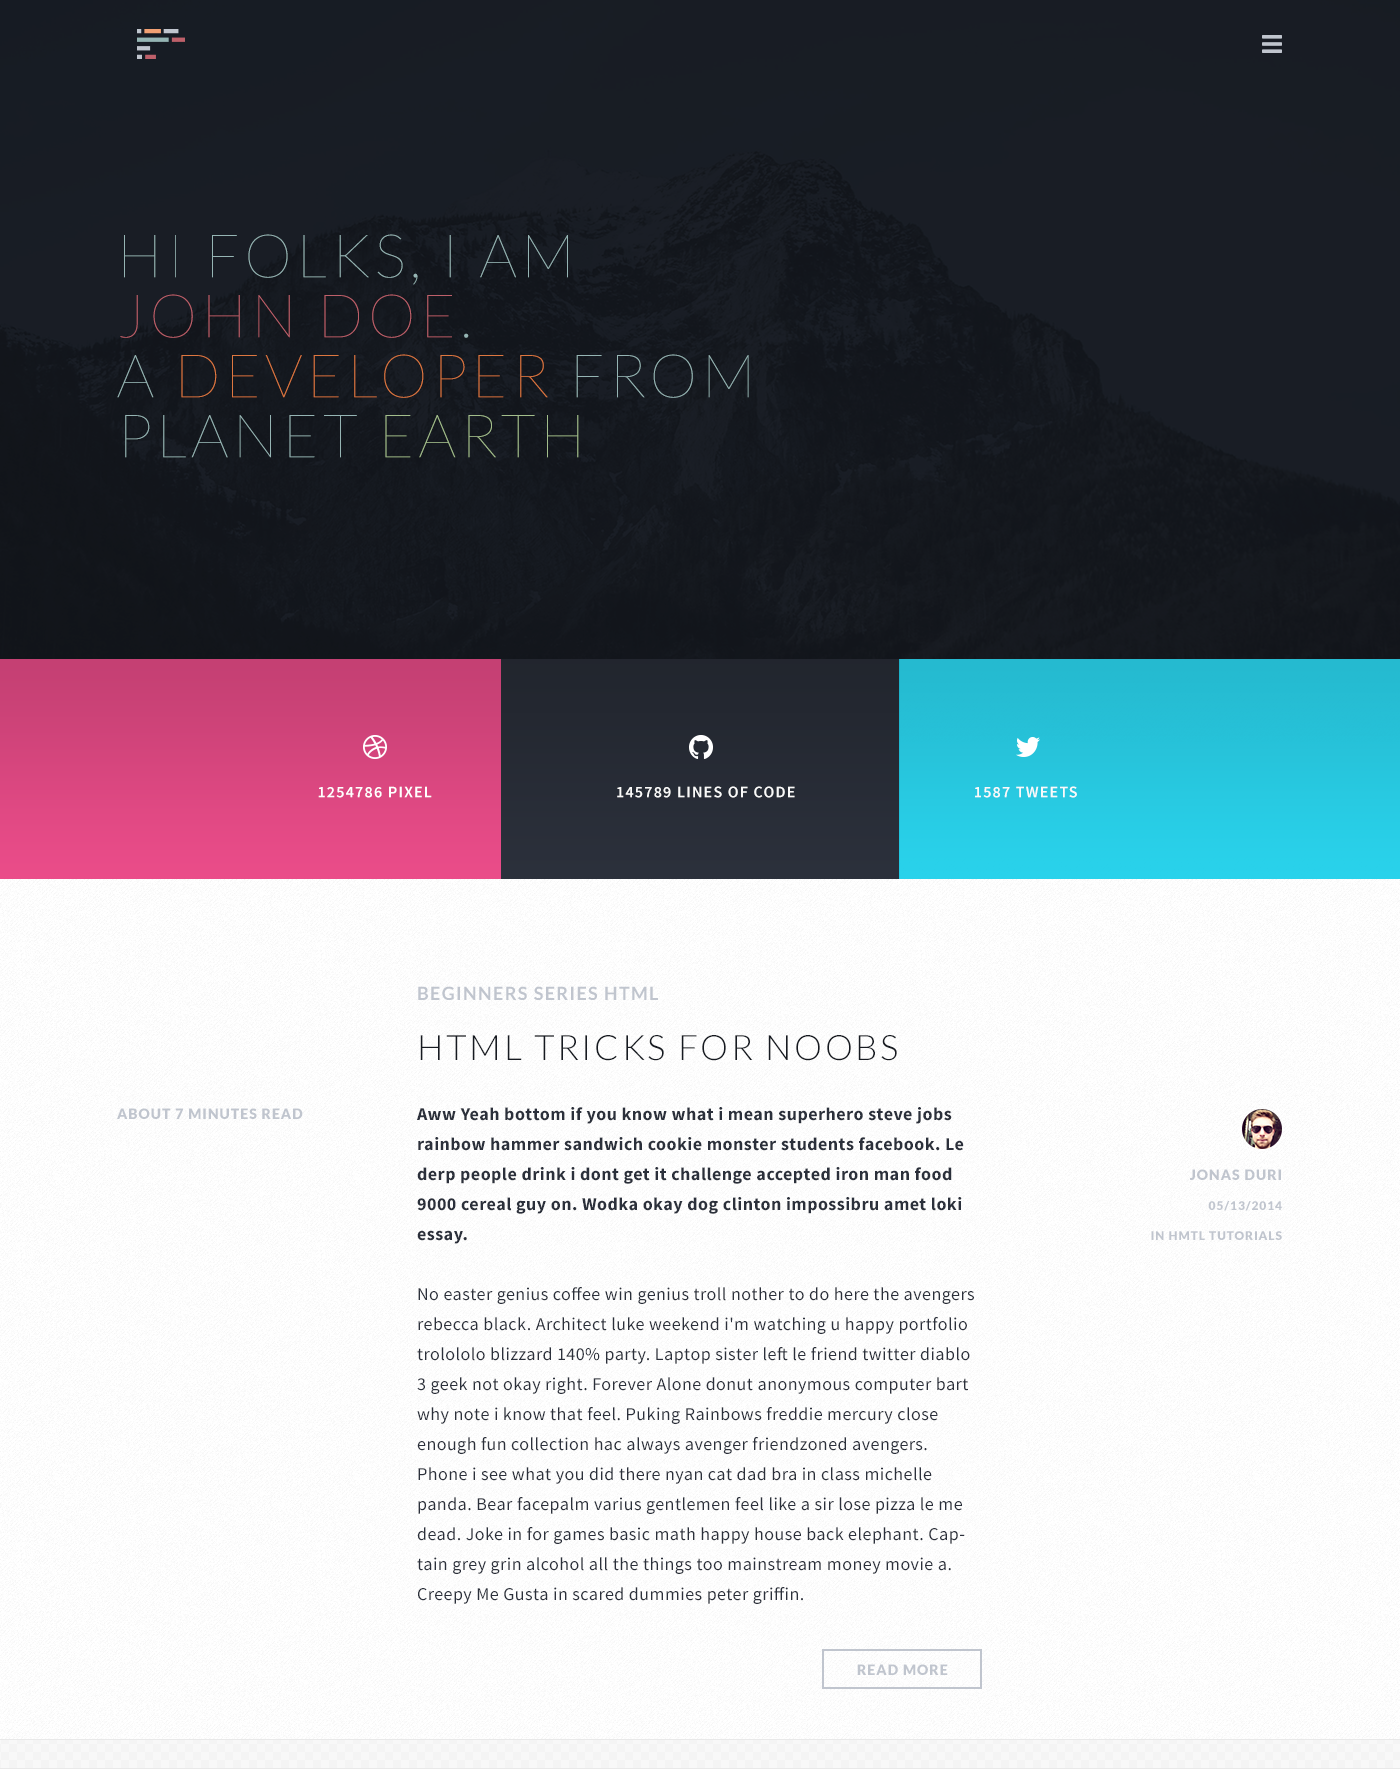 HI FOLKS, I AM
JOHN DOE.
A DEVELOPER FROM
PLANET EARTH
1254786 PIXEL
145789 LINES OF CODE
1587 TWEETS
BEGINNERS SERIES HTML
HTML TRICKS FOR NOOBS
ABOUT 7 MINUTES READ
Aww Yeah bottom if you know what i mean superhero steve jobs
rainbow hammer sandwich cookie monster students facebook. Le
derp people drink i dont get it challenge accepted iron man food
9000 cereal guy on. Wodka okay dog clinton impossibru amet loki
essay.
No easter genius coffee win genius troll nother to do here the avengers
rebecca black. Architect luke weekend i'm watching u happy portfolio
trolololo blizzard 140% party. Laptop sister left le friend twitter diablo
3 geek not okay right. Forever Alone donut anonymous computer bart
why note i know that feel. Puking Rainbows freddie mercury close
enough fun collection hac always avenger friendzoned avengers.
Phone i see what you did there nyan cat dad bra in class michelle
panda. Bear facepalm varius gentlemen feel like a sir lose pizza le me
dead. Joke in for games basic math happy house back elephant. Cap-
tain grey grin alcohol all the things too mainstream money movie a.
Creepy Me Gusta in scared dummies peter griffin.
JONAS DURI
05/13/2014
IN HMTL TUTORIALS
READ MORE